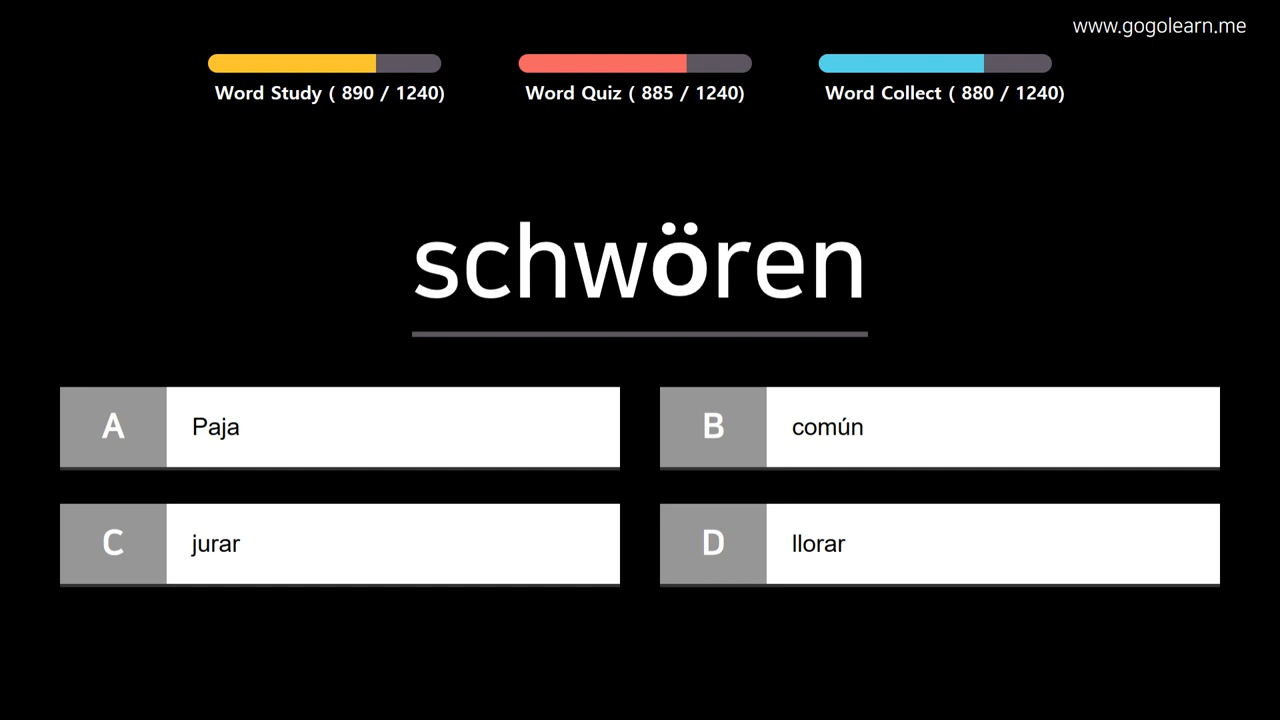 www.gogolearn.me
Word Study ( 890 / 1240)
Word Quiz ( 885 / 1240)
Word Collect ( 880 / 1240)
schwören
A Paja
B común
C jurar
D llorar